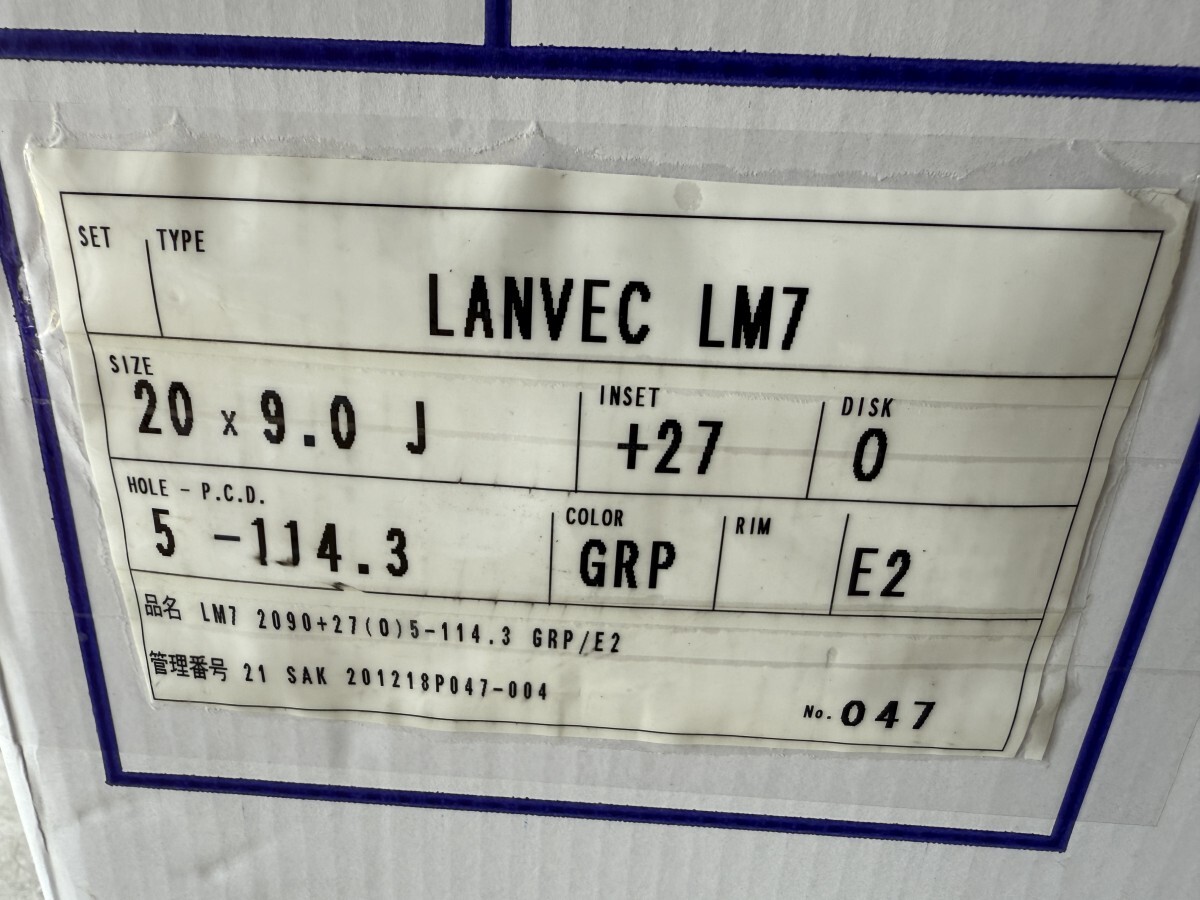 SET TYPE
LANVEC LM7
SIZE
20 x 9.0 J
INSET
+27
DISK
0
HOLE - P.C.D.
5 -114.3
COLOR
GRP
RIM
E2
品名 LM7 2090+27(0)5-114.3 GRP/E2
管理番号 21 SAK 201218P047-004
No. 047